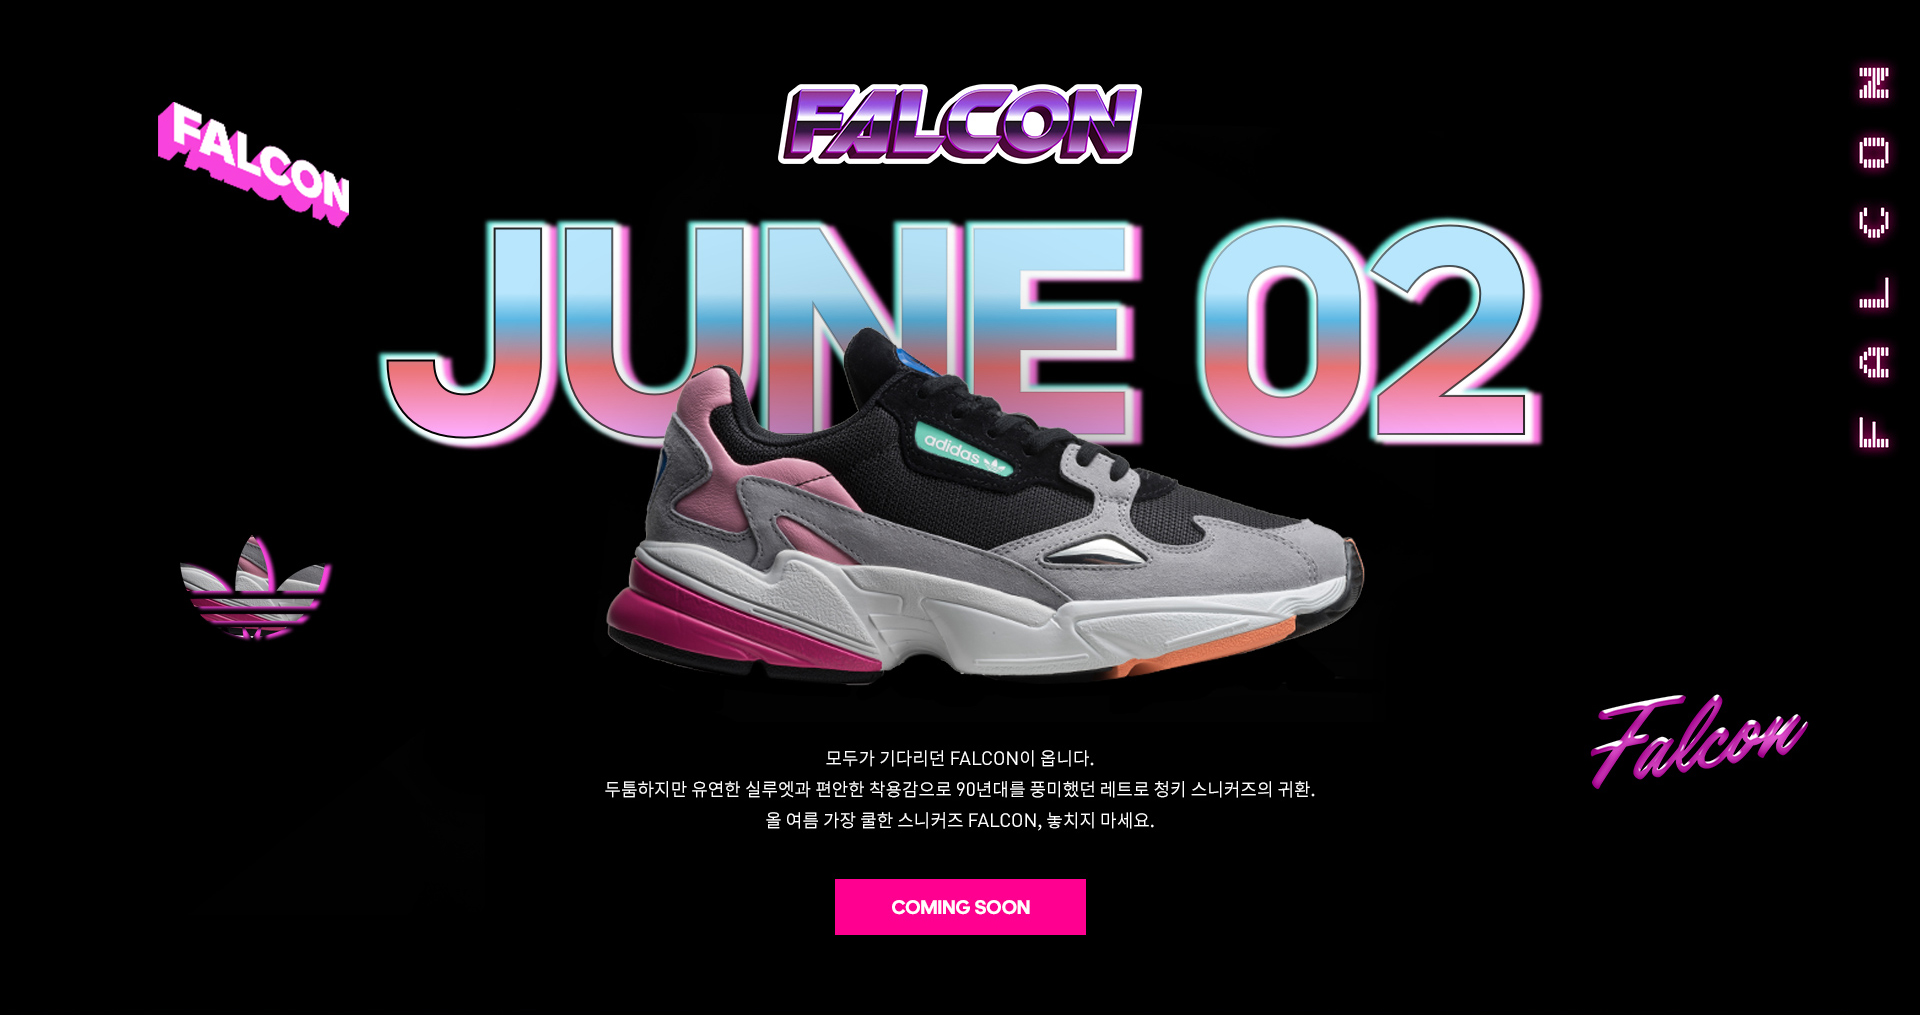 FALCON
FALCON
FALCON
JUNE 02
adidas
Falcon
모두가 기다리던 FALCON이 옵니다.
두툼하지만 유연한 실루엣과 편안한 착용감으로 90년대를 풍미했던 레트로 청키 스니커즈의 귀환.
올 여름 가장 쿨한 스니커즈 FALCON, 놓치지 마세요.
COMING SOON